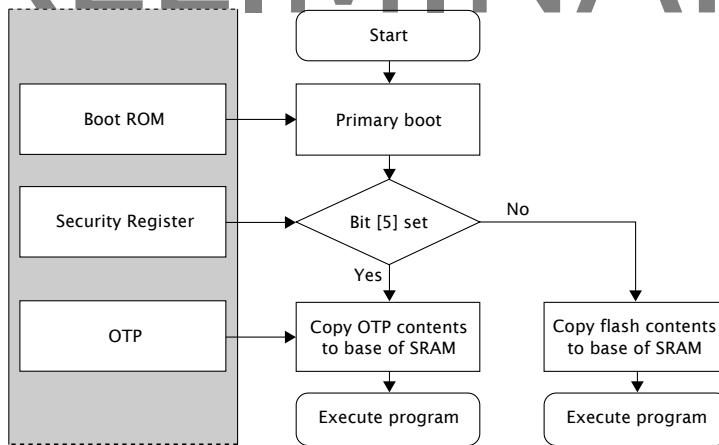 Start
Boot ROM
Primary boot
Security Register
Bit [5] set
No
Yes
OTP
Copy OTP contents
to base of SRAM
Copy flash contents
to base of SRAM
Execute program
Execute program